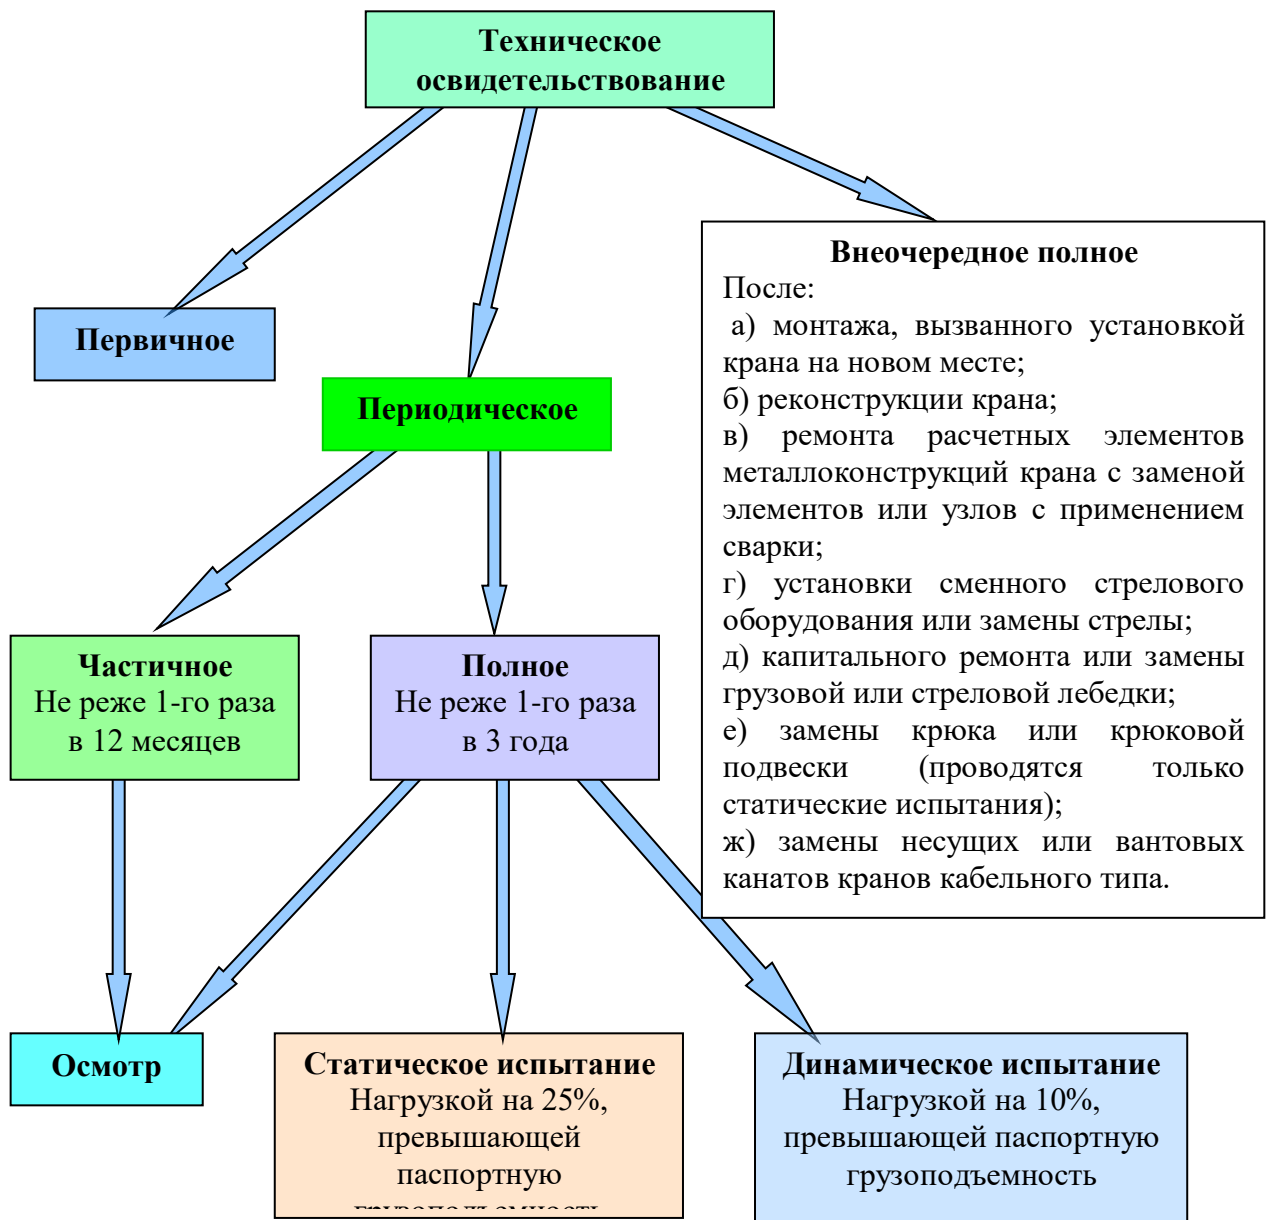 Техническое
освидетельствование
Первичное
Периодическое
Внеочередное полное
После:
а) монтажа, вызванного установкой
крана на новом месте;
б) реконструкции крана;
в) ремонта расчетных элементов
металлоконструкций крана с заменой
элементов или узлов с применением
сварки;
г) установки сменного стрелового
оборудования или замены стрелы;
д) капитального ремонта или замены
грузовой или стреловой лебедки;
е) замены крюка или крюковой
подвески (проводятся только
статические испытания);
ж) замены несущих или вантовых
канатов кранов кабельного типа.
Частичное
Не реже 1-го раза
в 12 месяцев
Полное
Не реже 1-го раза
в 3 года
Осмотр
Статическое испытание
Нагрузкой на 25%,
превышающей
паспортную
грузоподъемность
Динамическое испытание
Нагрузкой на 10%,
превышающей паспортную
грузоподъемность